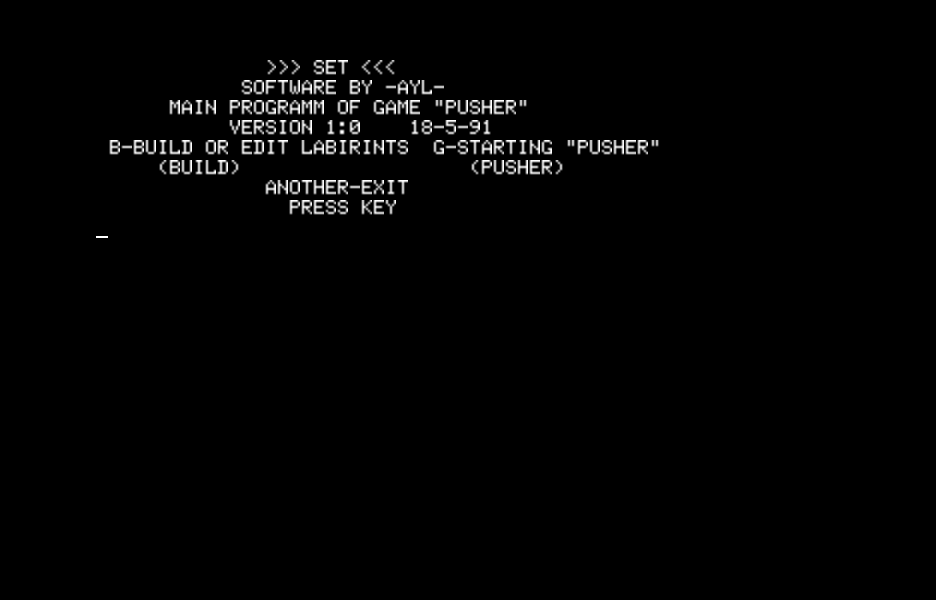 >>> SET <<<
SOFTWARE BY -AYL-
MAIN PROGRAMM OF GAME "PUSHER"
VERSION 1:0 18-5-91
B-BUILD OR EDIT LABIRINTS G-STARTING "PUSHER"
(BUILD) (PUSHER)
ANOTHER-EXIT
PRESS KEY